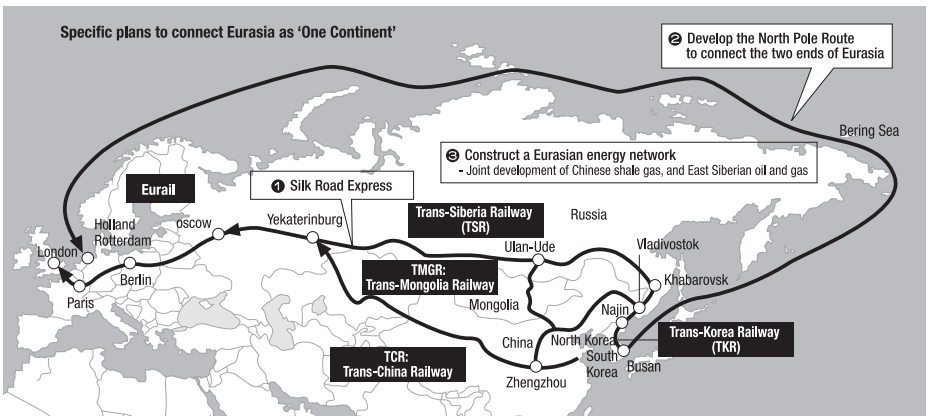 Specific plans to connect Eurasia as ‘One Continent’
❷ Develop the North Pole Route
to connect the two ends of Eurasia
Bering Sea
❸ Construct a Eurasian energy network
- Joint development of Chinese shale gas, and East Siberian oil and gas
Eurail
❶ Silk Road Express
Trans-Siberia Railway
(TSR)
Russia
Holland
Rotterdam
oscow
Yekaterinburg
Ulan-Ude
Vladivostok
London
Khabarovsk
TMGR:
Trans-Mongolia Railway
Berlin
Paris
Mongolia
Najin
China
North Korea
South
Korea
Busan
Trans-Korea Railway
(TKR)
TCR:
Trans-China Railway
Zhengzhou